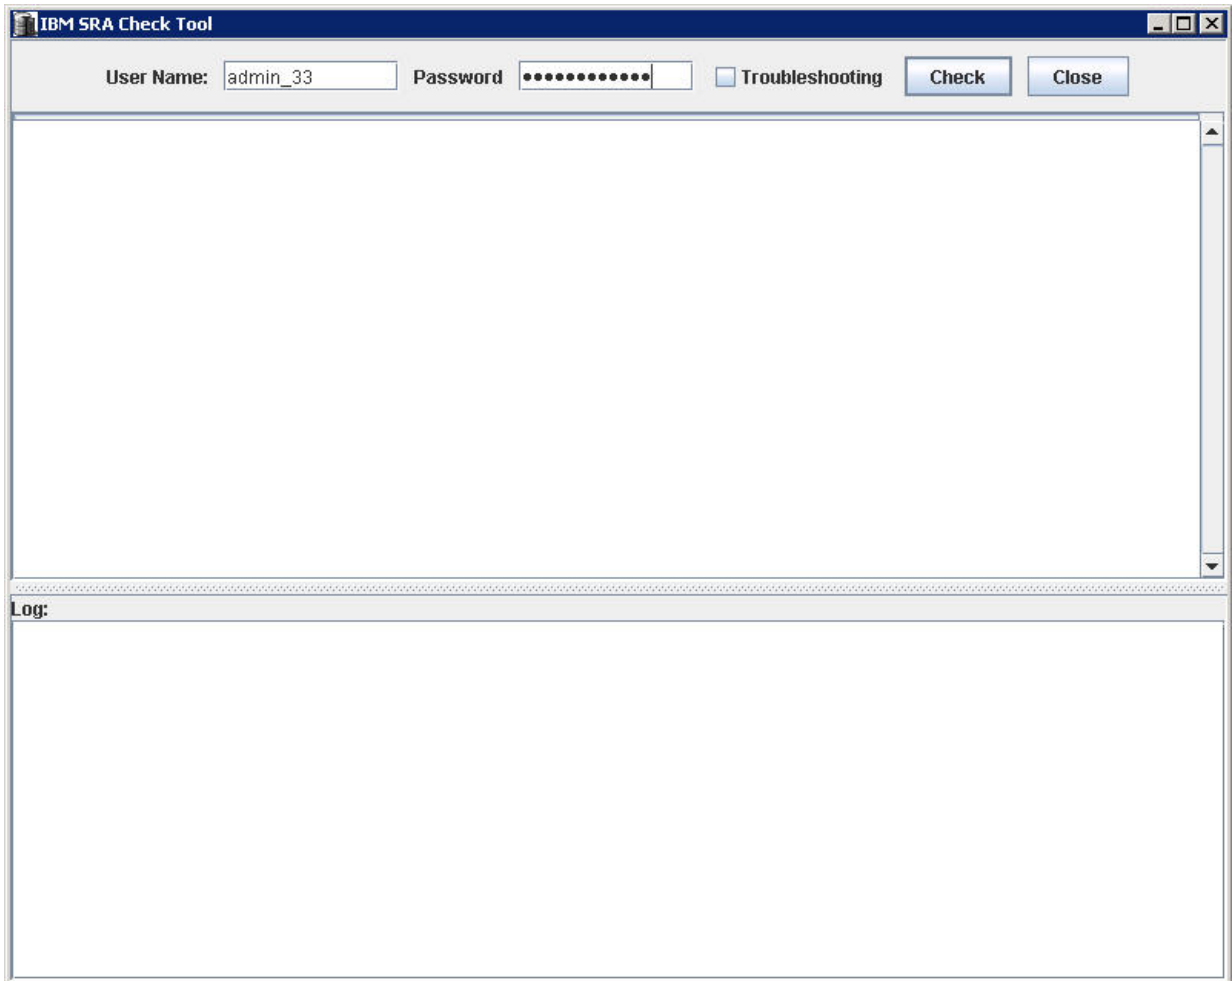 IBM SRA Check Tool
User Name: admin_33 Password •••••••••••• Troubleshooting Check Close
Log: